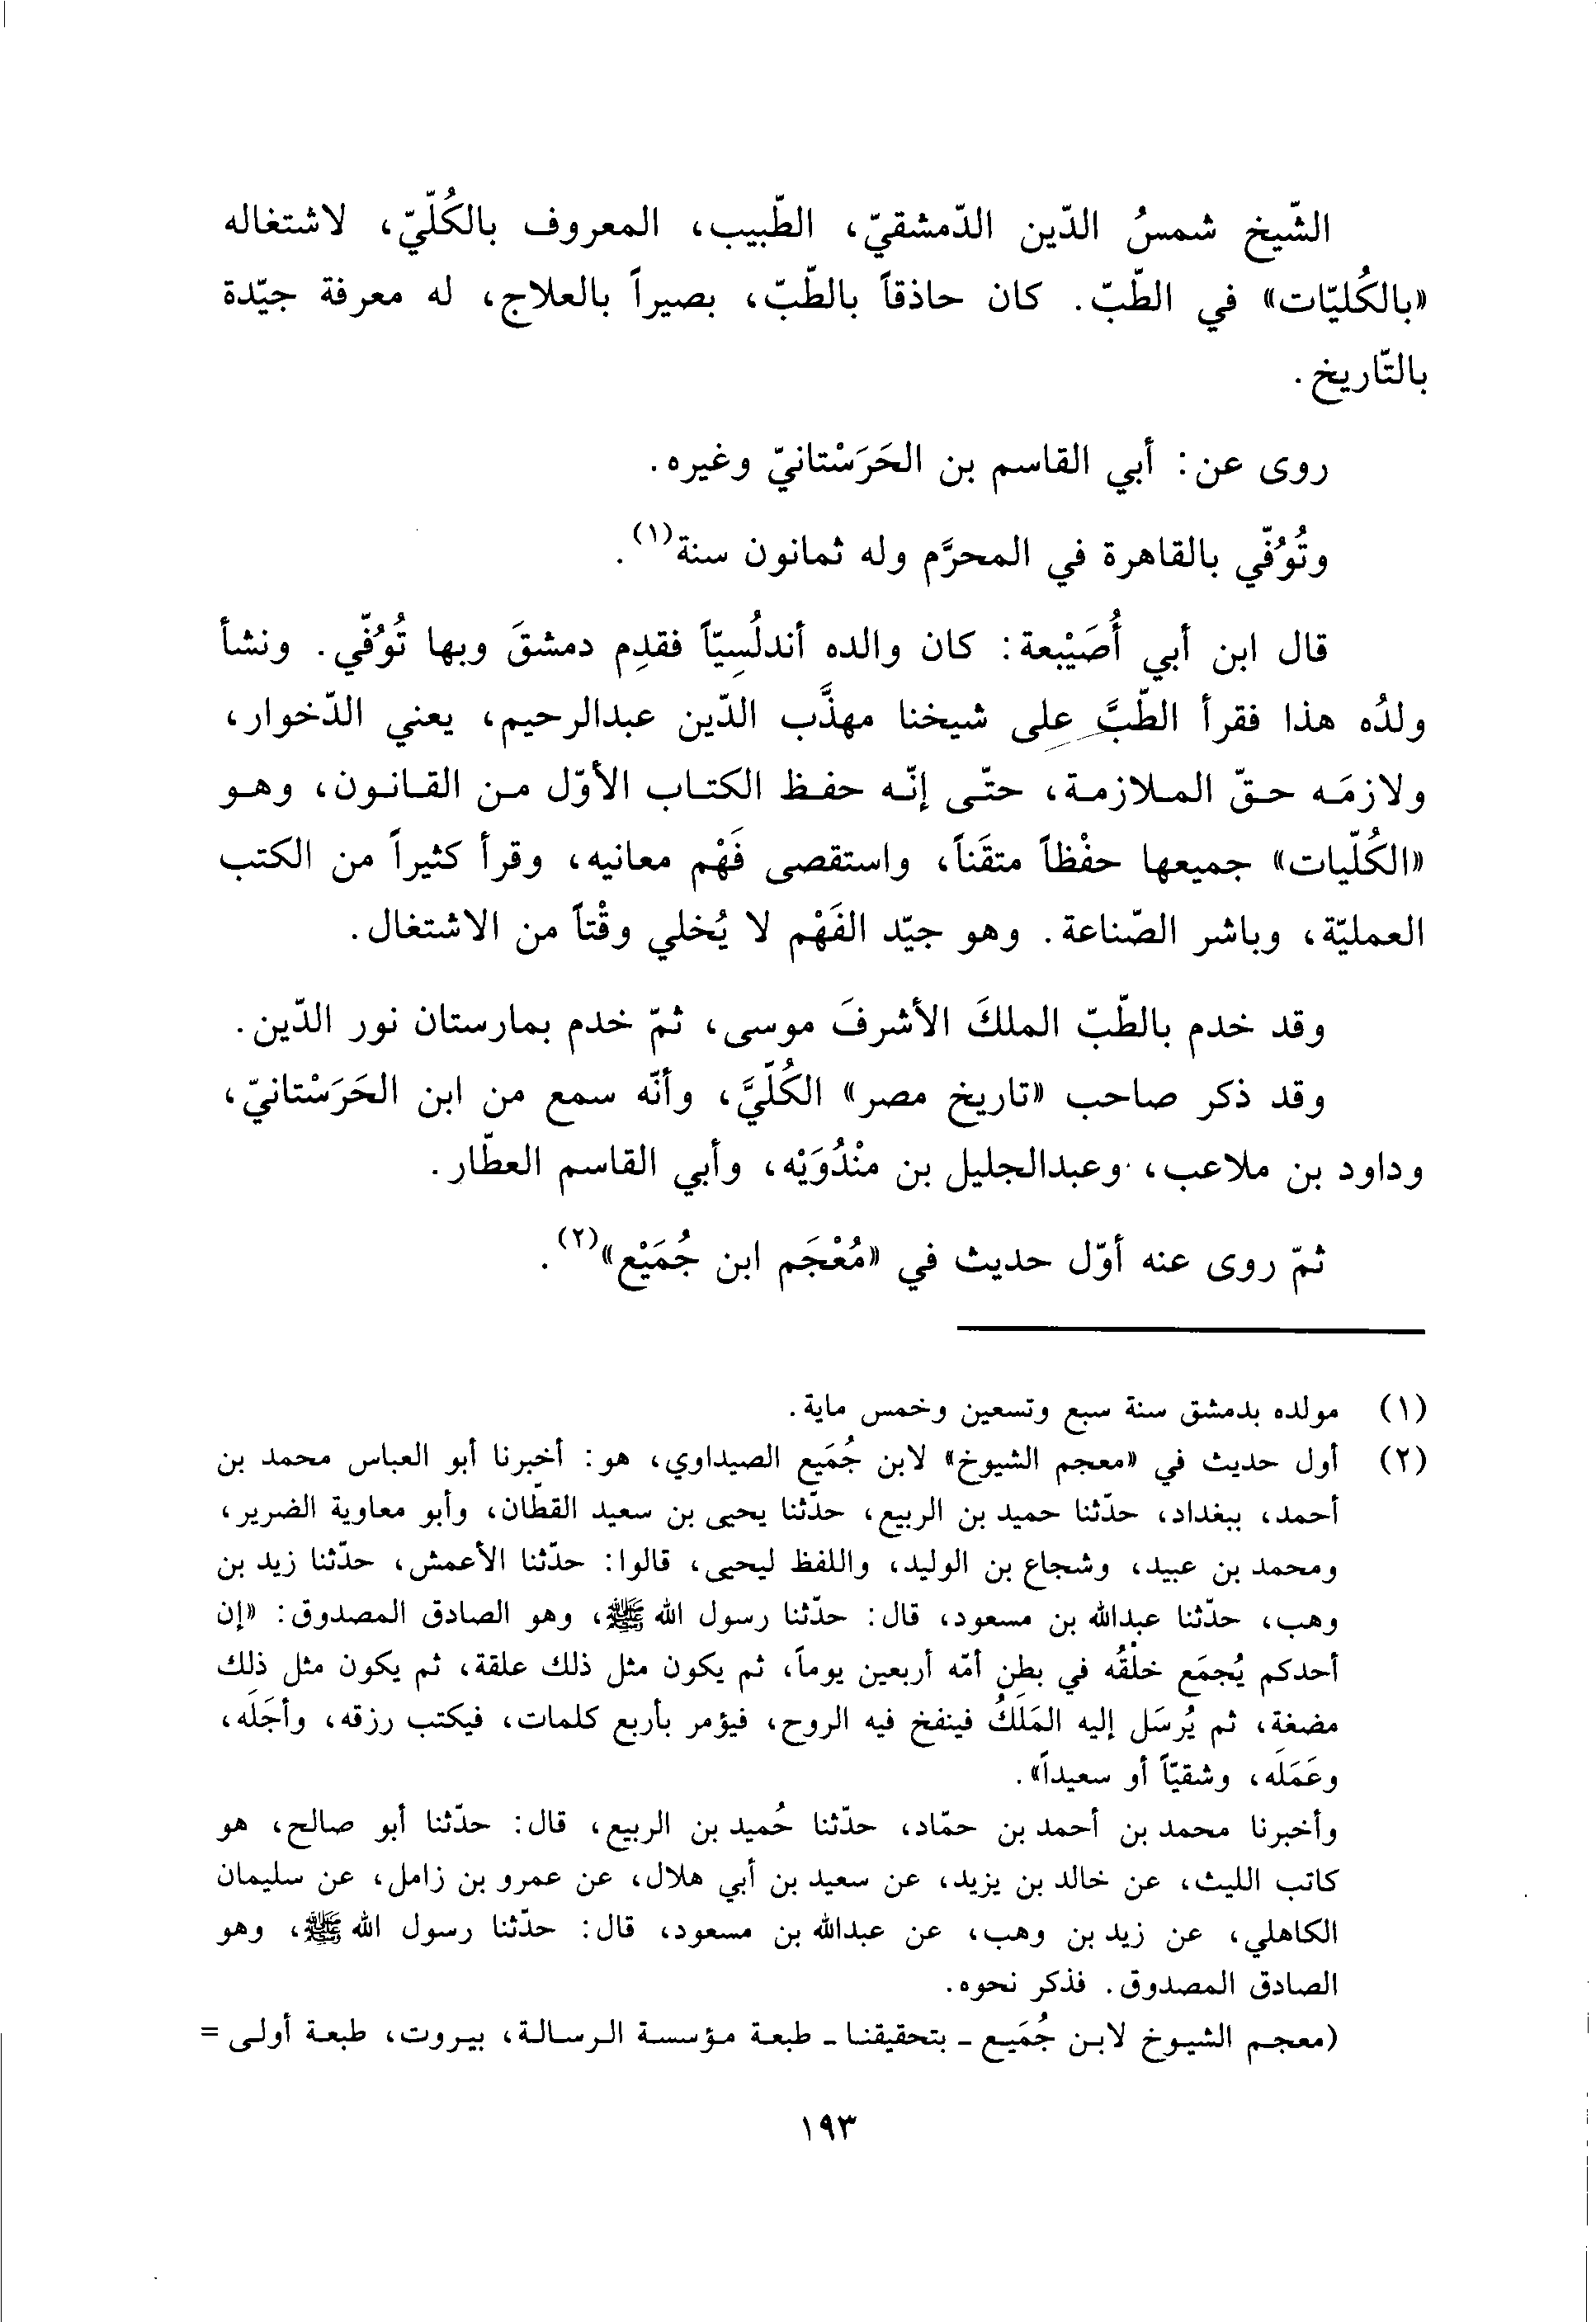 الشّيخ شمسُ الدّين الدّمشقيّ، الطّبيب، المعروف بالكُلّيّ، لاشتغاله
«بالكُليّات» في الطّبّ. كان حاذقاً بالطّبّ، بصيراً بالعلاج، له معرفة جيّدة
بالتّاريخ.
روى عن: أبي القاسم بن الحَرَسْتانيّ وغيره.
وتُوُفّي بالقاهرة في المحرَّم وله ثمانون سنة(١).
قال ابن أبي أُصَيْبعة: كان والده أندلُسِيّاً فقدِم دمشقَ وبها تُوُفّي. ونشأ
ولدُه هذا فقرأ الطّبَّ على شيخنا مهذَّب الدّين عبدالرحيم، يعني الدّخوار،
ولازمَه حقّ الملازمة، حتّى إنّه حفظ الكتاب الأوّل من القانون، وهو
«الكُلّيات» جميعها حفْظاً متقَناً، واستقصى فَهْم معانيه، وقرأ كثيراً من الكتب
العمليّة، وباشر الصّناعة. وهو جيّد الفَهْم لا يُخلي وقْتاً من الاشتغال.
وقد خدم بالطّبّ الملكَ الأشرفَ موسى، ثمّ خدم بمارستان نور الدّين.
وقد ذكر صاحب «تاريخ مصر» الكُلّيَّ، وأنّه سمع من ابن الحَرَسْتانيّ،
وداود بن ملاعب، وعبدالجليل بن منْدُوَيْه، وأبي القاسم العطّار.
ثمّ روى عنه أوّل حديث في «مُعْجَم ابن جُمَيْع»(٢).
(١) مولده بدمشق سنة سبع وتسعين وخمس ماية.
(٢) أول حديث في «معجم الشيوخ» لابن جُمَيع الصيداوي، هو: أخبرنا أبو العباس محمد بن
أحمد، ببغداد، حدّثنا حميد بن الربيع، حدّثنا يحيى بن سعيد القطّان، وأبو معاوية الضرير،
ومحمد بن عبيد، وشجاع بن الوليد، واللفظ ليحيى، قالوا: حدّثنا الأعمش، حدّثنا زيد بن
وهب، حدّثنا عبدالله بن مسعود، قال: حدّثنا رسول الله ﷺ، وهو الصادق المصدوق: «إن
أحدكم يُجمَع خلْقُه في بطن أمّه أربعين يوماً، ثم يكون مثل ذلك علقة، ثم يكون مثل ذلك
مضغة، ثم يُرسَل إليه المَلَكُ فينفخ فيه الروح، فيؤمر بأربع كلمات، فيكتب رزقه، وأجَلَه،
وعَمَلَه، وشقيّاً أو سعيداً».
وأخبرنا محمد بن أحمد بن حمّاد، حدّثنا حُميد بن الربيع، قال: حدّثنا أبو صالح، هو
كاتب الليث، عن خالد بن يزيد، عن سعيد بن أبي هلال، عن عمرو بن زامل، عن سليمان
الكاهلي، عن زيد بن وهب، عن عبدالله بن مسعود، قال: حدّثنا رسول الله ﷺ، وهو
الصادق المصدوق. فذكر نحوه.
(معجم الشيوخ لابن جُمَيع - بتحقيقنا - طبعة مؤسسة الرسالة، بيروت، طبعة أولى =
١٩٣